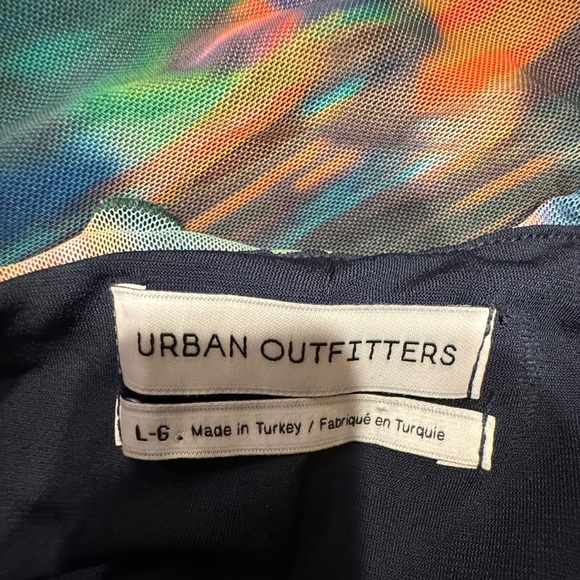 URBAN OUTFITTERS
L-G . Made in Turkey / Fabriqué en Turquie